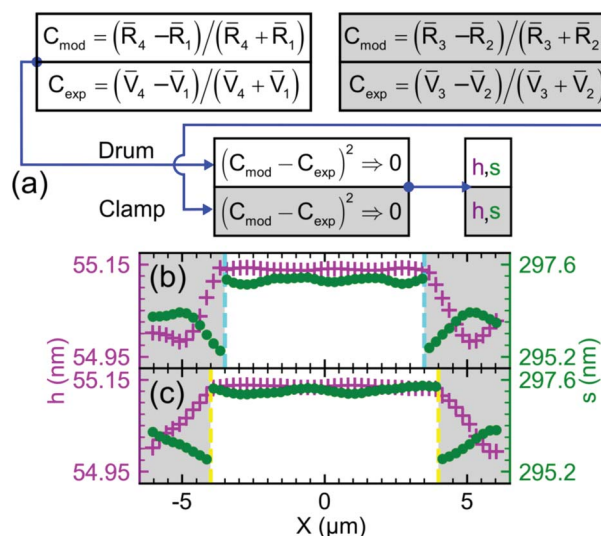 C_mod = (R̄_4 − R̄_1)/(R̄_4 + R̄_1)
C_exp = (V̄_4 − V̄_1)/(V̄_4 + V̄_1)
C_mod = (R̄_3 − R̄_2)/(R̄_3 + R̄_2
C_exp = (V̄_3 − V̄_2)/(V̄_3 + V̄_2)
Drum
(C_mod − C_exp)^2 ⇒ 0
h,s
(a)
Clamp
(C_mod − C_exp)^2 ⇒ 0
h,s
(b)
55.15
54.95
297.6
295.2
(c)
55.15
54.95
297.6
295.2
h (nm)
s (nm)
-5
0
5
X (μm)